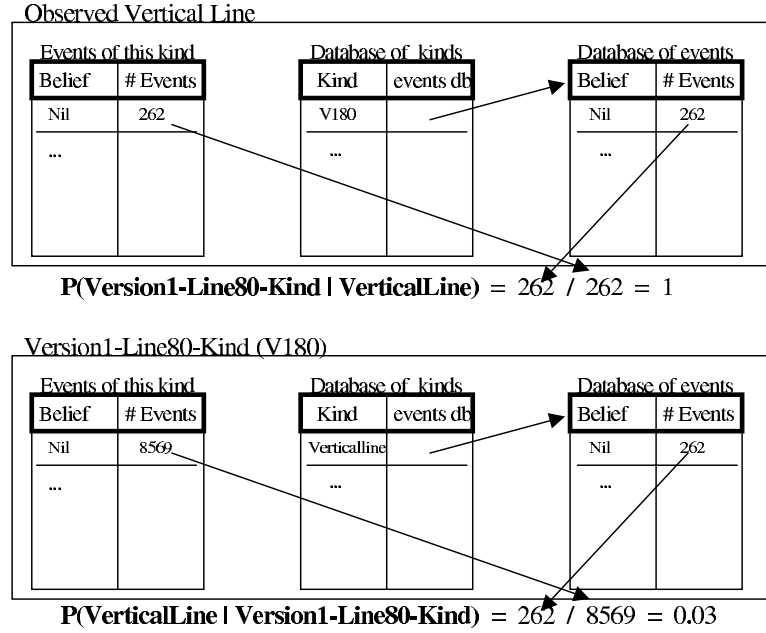 Observed Vertical Line
Events of this kind Database of kinds Database of events
Belief # Events Kind events db Belief # Events
Nil 262 V180 Nil 262
... ... ...
P(Version1-Line80-Kind | VerticalLine) = 262 / 262 = 1
Version1-Line80-Kind (V180)
Events of this kind Database of kinds Database of events
Belief # Events Kind events db Belief # Events
Nil 8569 Verticalline Nil 262
... ... ...
P(VerticalLine | Version1-Line80-Kind) = 262 / 8569 = 0.03